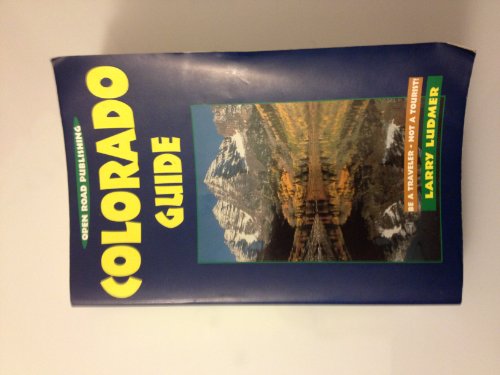 OPEN ROAD PUBLISHING
COLORADO
GUIDE
BE A TRAVELER - NOT A TOURIST!
LARRY LUDMER